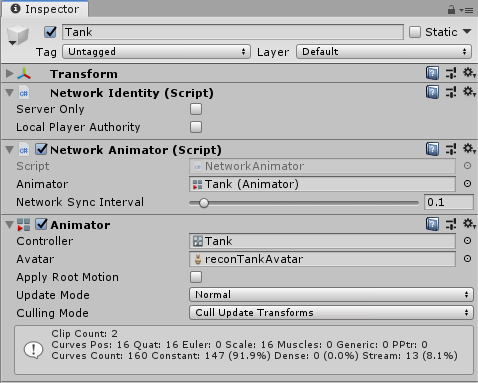 Inspector
Tank
Static
Tag Untagged Layer Default
Transform
Network Identity (Script)
Server Only
Local Player Authority
Network Animator (Script)
Script NetworkAnimator
Animator Tank (Animator)
Network Sync Interval 0.1
Animator
Controller Tank
Avatar reconTankAvatar
Apply Root Motion
Update Mode Normal
Culling Mode Cull Update Transforms
Clip Count: 2
Curves Pos: 16 Quat: 16 Euler: 0 Scale: 16 Muscles: 0 Generic: 0 PPtr: 0
Curves Count: 160 Constant: 147 (91.9%) Dense: 0 (0.0%) Stream: 13 (8.1%)